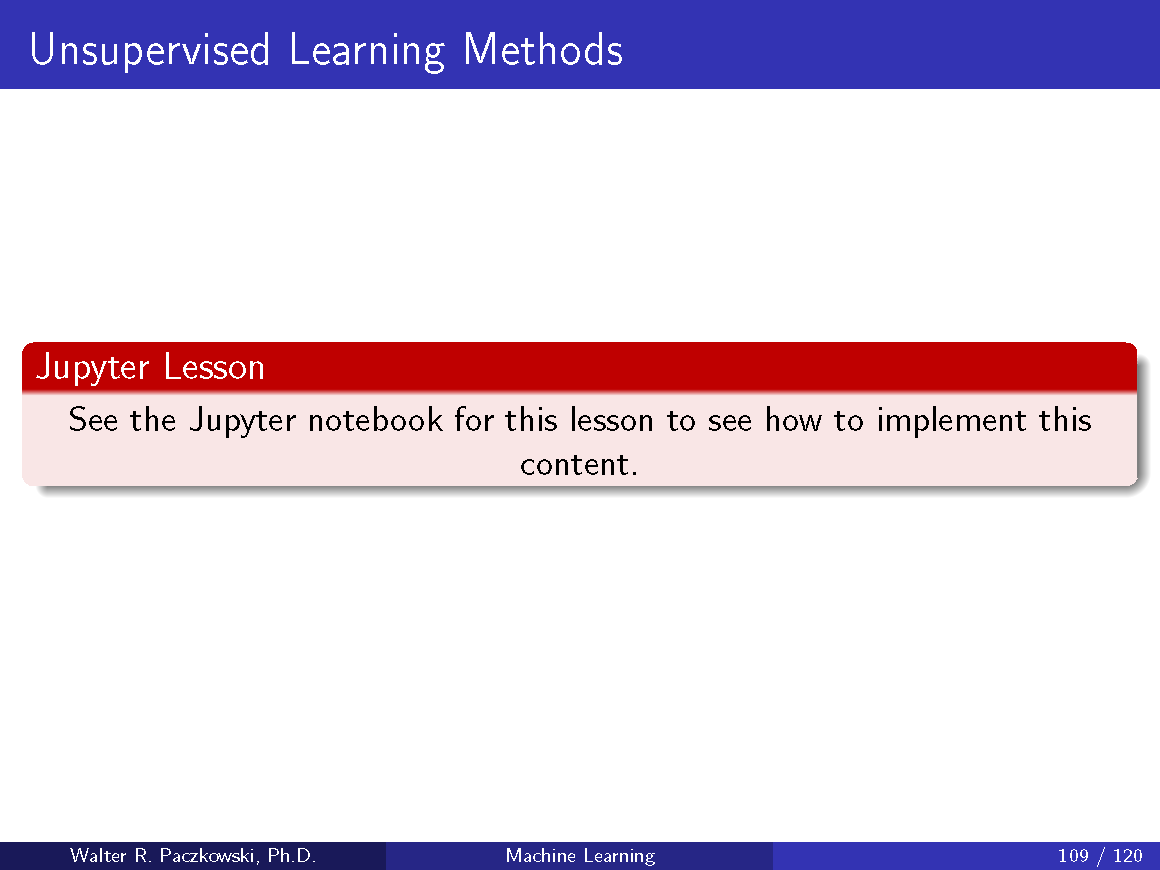 Unsupervised Learning Methods
Jupyter Lesson
See the Jupyter notebook for this lesson to see how to implement this
content.
Walter R. Paczkowski, Ph.D.
Machine Learning
109 / 120